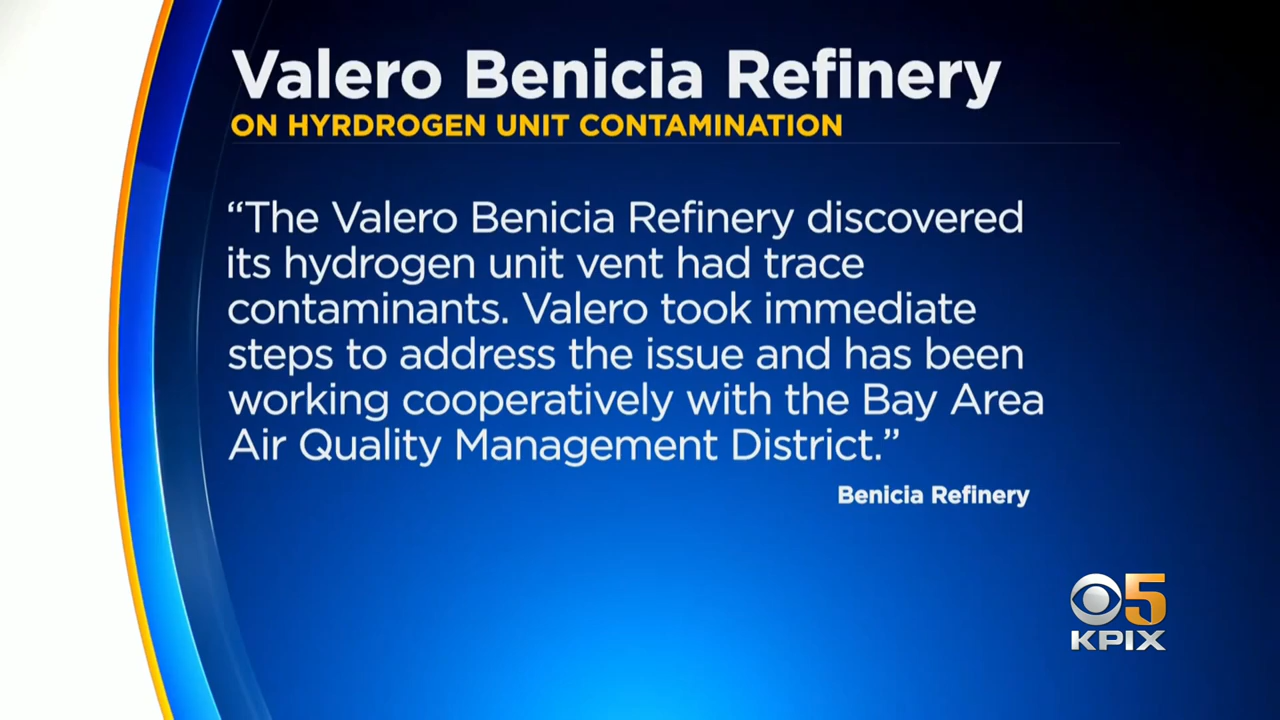 Valero Benicia Refinery
ON HYRDROGEN UNIT CONTAMINATION
“The Valero Benicia Refinery discovered
its hydrogen unit vent had trace
contaminants. Valero took immediate
steps to address the issue and has been
working cooperatively with the Bay Area
Air Quality Management District.”
Benicia Refinery
5
KPIX